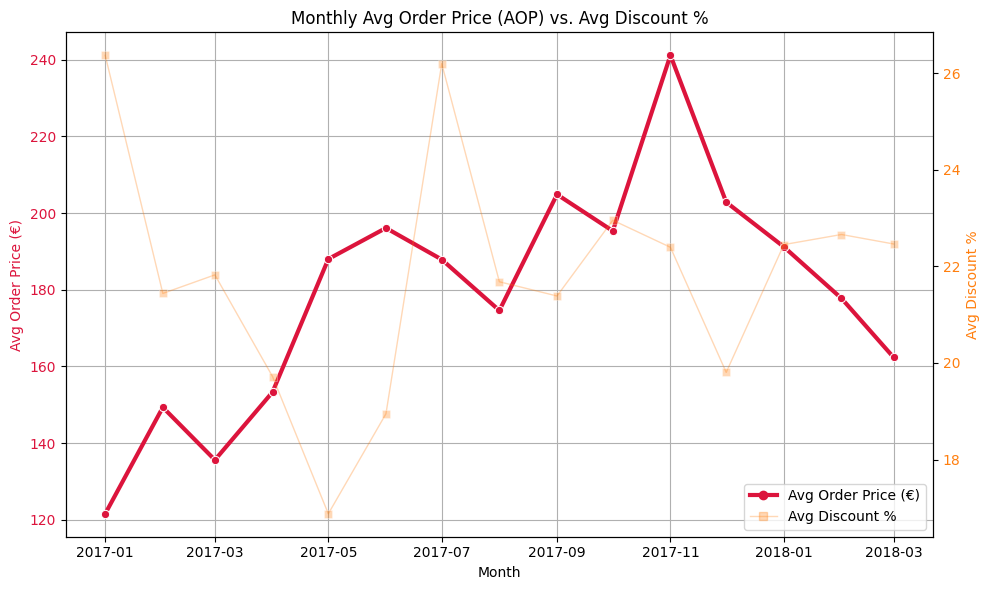 Monthly Avg Order Price (AOP) vs. Avg Discount %
240
220
200
180
160
140
120
Avg Order Price (€)
26
24
22
20
18
Avg Discount %
Avg Order Price (€)
Avg Discount %
2017-01 2017-03 2017-05 2017-07 2017-09 2017-11 2018-01 2018-03
Month